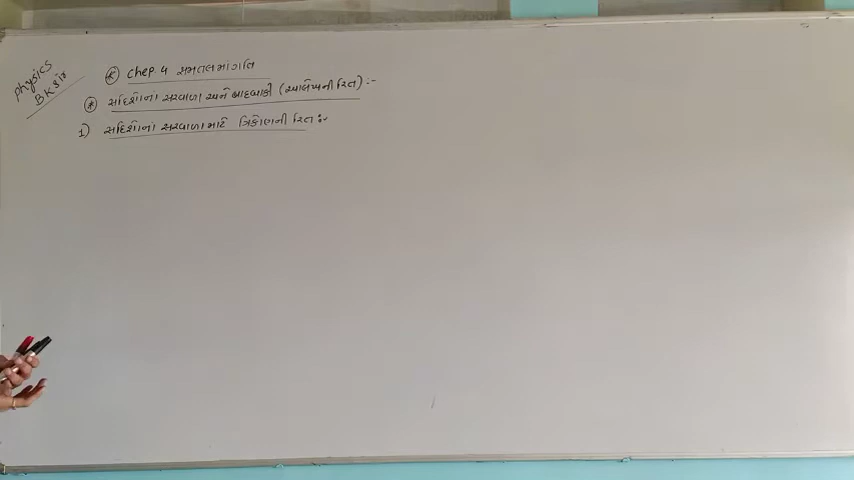 Physics
BK Sir
* Chep. 4 સમતલમાં ગતિ
* સદિશોનાં સરવાળા અને બાદબાકી (આલેખની રિત) :-
1) સદિશોનાં સરવાળા માટે ત્રિકોણની રિત :-